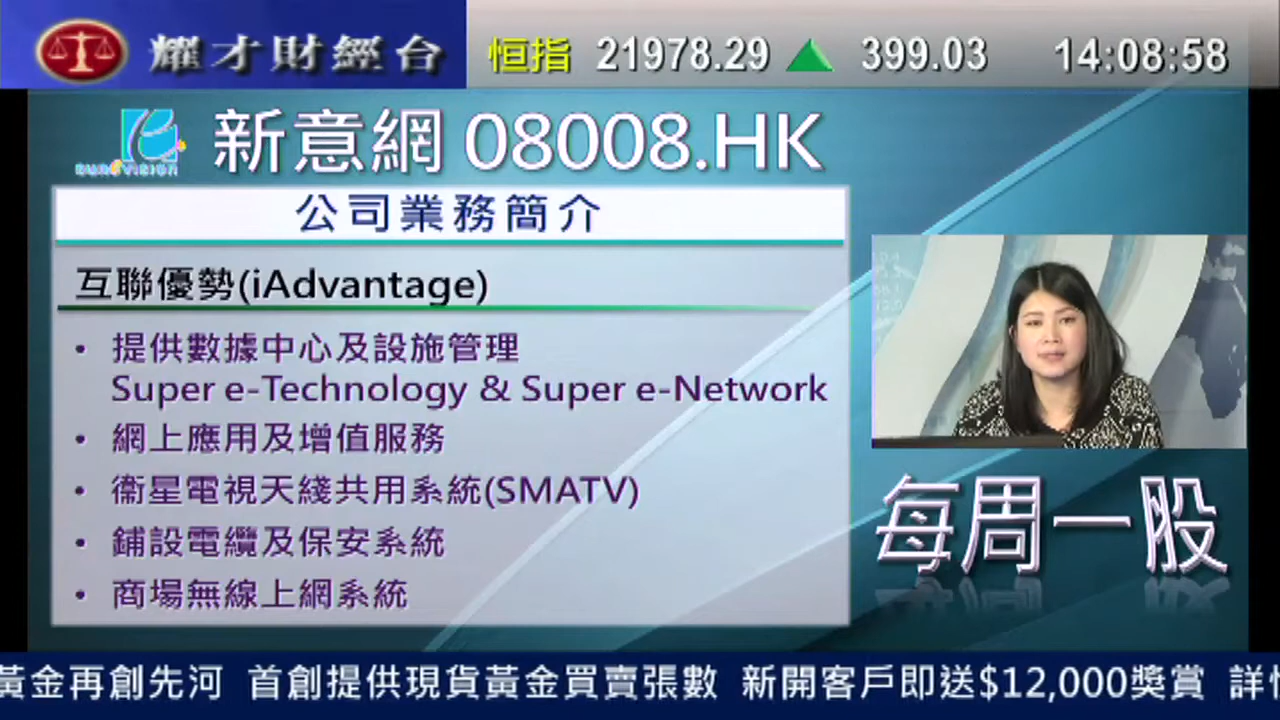 耀才財經台
恒指 21978.29 ▲ 399.03 14:08:58
EUROVISION
新意網 08008.HK
公司業務簡介
互聯優勢(iAdvantage)
• 提供數據中心及設施管理
Super e-Technology & Super e-Network
• 網上應用及增值服務
• 衞星電視天綫共用系統(SMATV)
• 鋪設電纜及保安系統
• 商場無線上網系統
每周一股
黃金再創先河 首創提供現貨黃金買賣張數 新開客戶即送$12,000獎賞 詳情